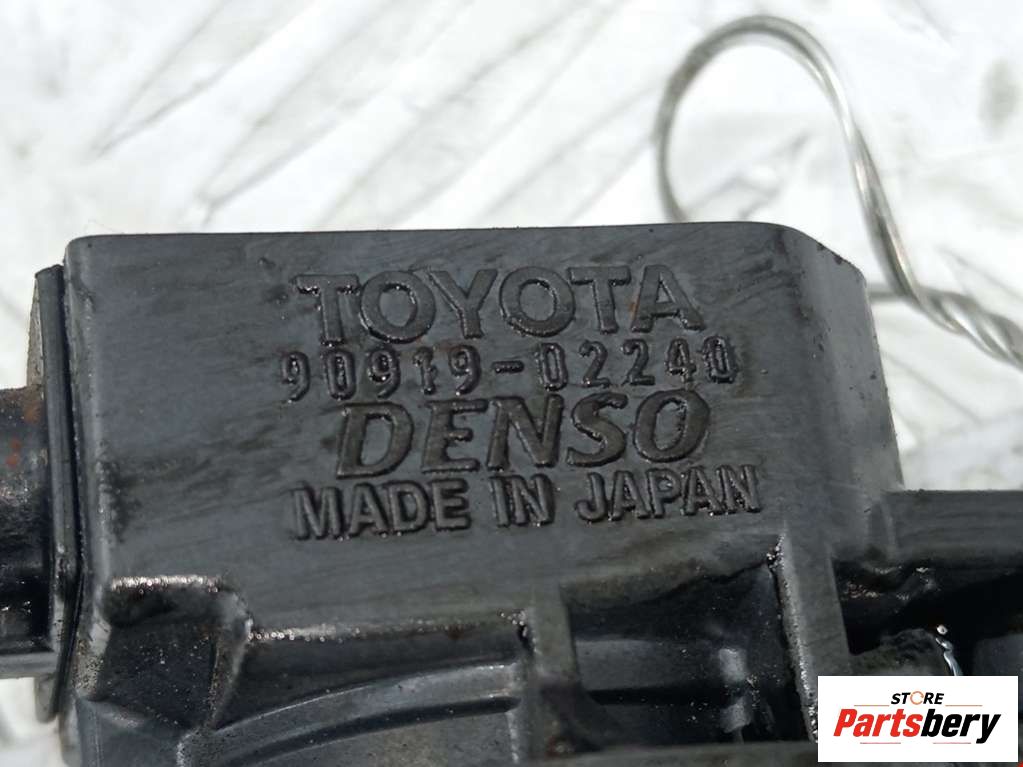 TOYOTA
90919-02240
DENSO
MADE IN JAPAN
STORE
Partsbery